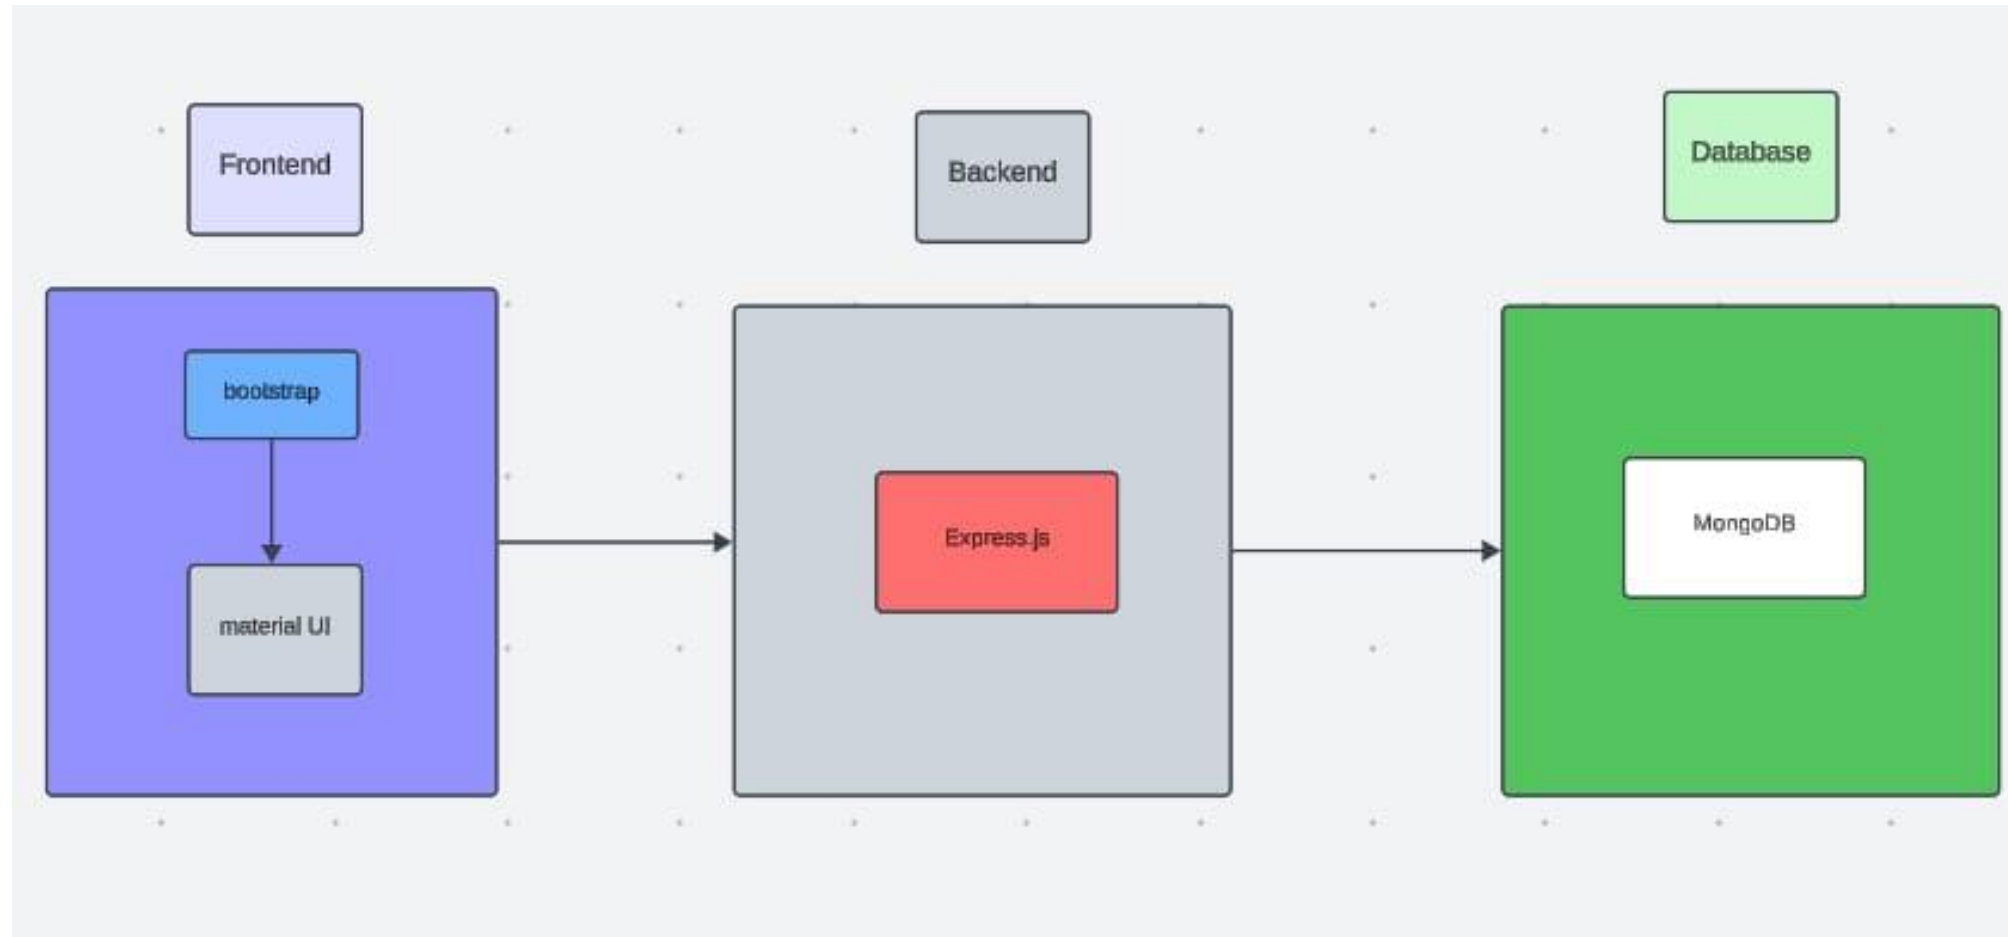 Frontend
Backend
Database
bootstrap
material UI
Express.js
MongoDB